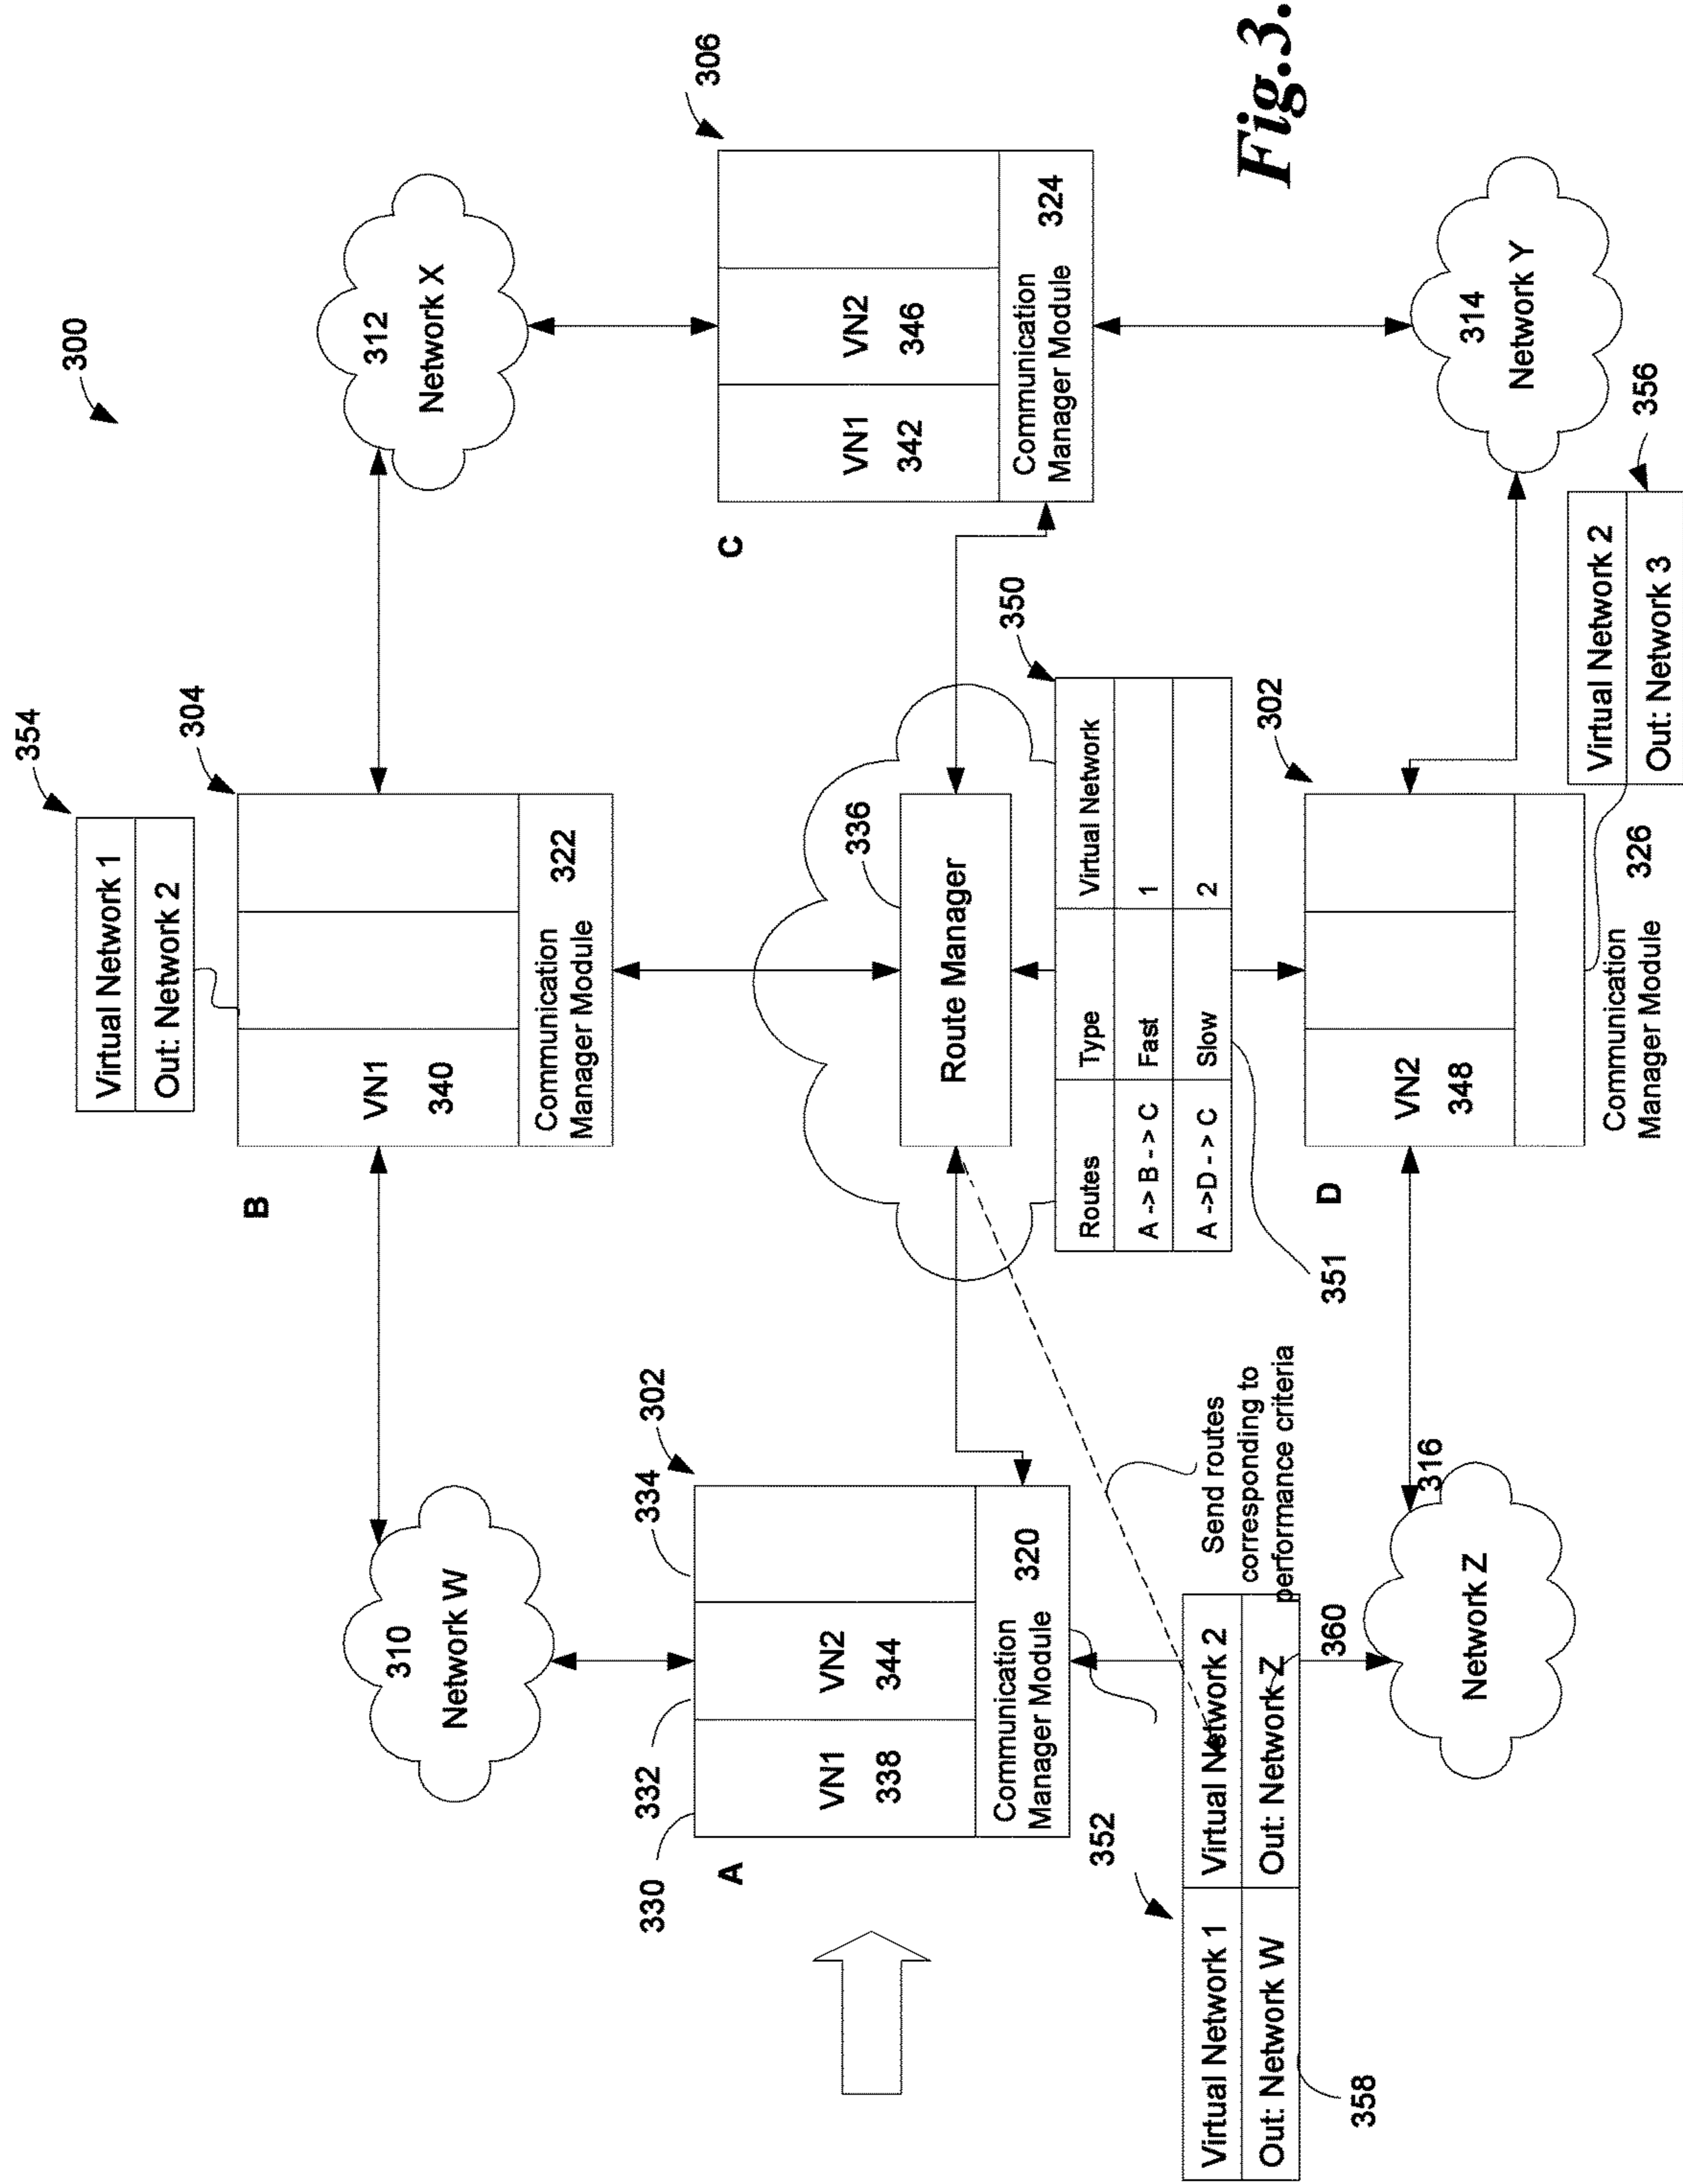 300
354
Virtual Network 1
Out: Network 2
304
B
VN1
340
Communication
Manager Module
322
310
Network W
312
Network X
306
C
VN1
342
VN2
346
Communication
Manager Module
324
330
332
334
302
A
VN1
338
VN2
344
Communication
Manager Module
320
336
Route Manager
350
Routes
Type
Virtual Network
A -> B - > C
Fast
1
A ->D - > C
Slow
2
351
352
Virtual Network 1
Virtual Network 2
Out: Network W
Out: Network Z
358
360
Send routes
corresponding to
performance criteria
316
Network Z
302
D
VN2
348
Communication
Manager Module
326
314
Network Y
356
Virtual Network 2
Out: Network 3
Fig.3.